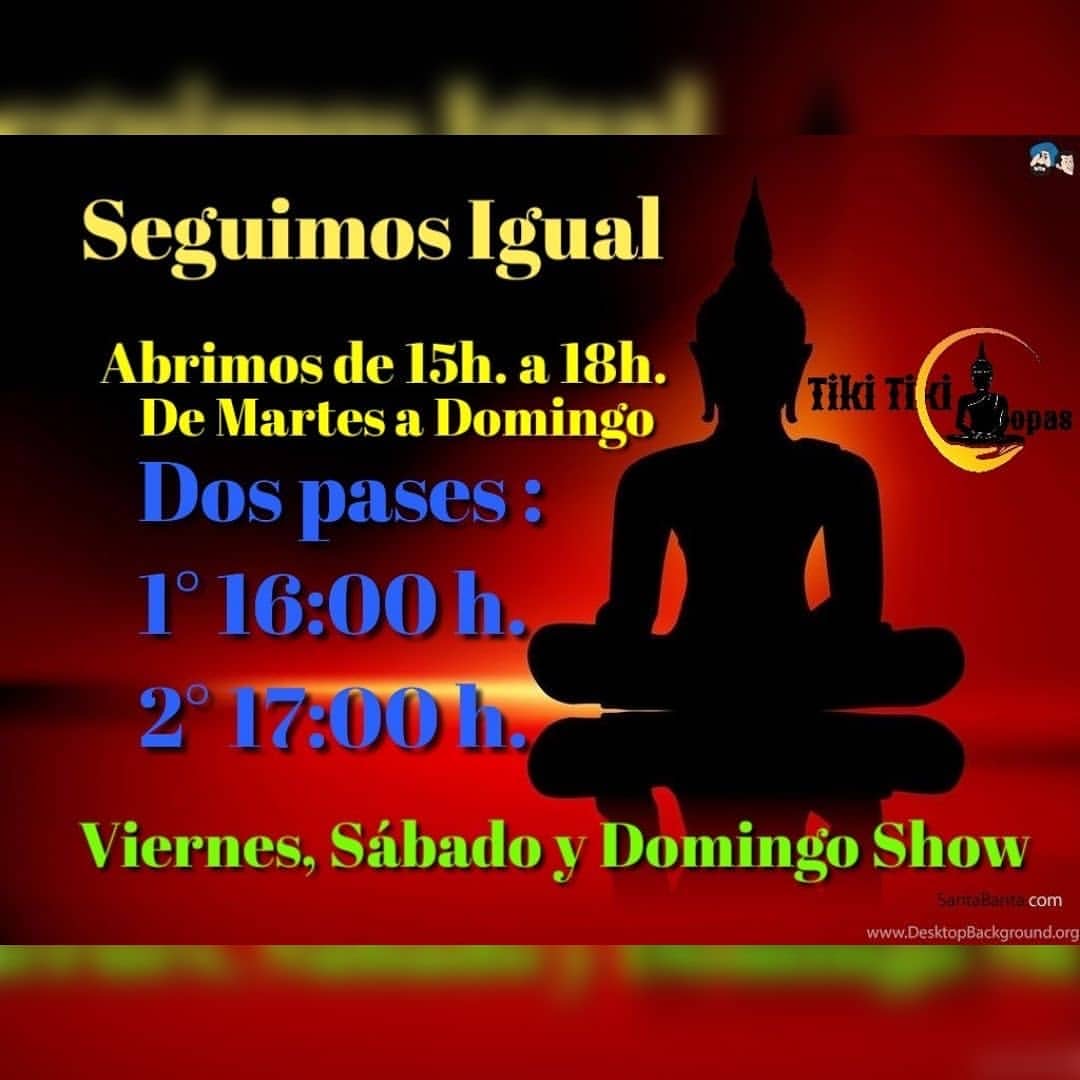 Seguimos Igual
Abrimos de 15h. a 18h.
De Martes a Domingo
Tiki Tiki Copas
Dos pases :
1° 16:00 h.
2° 17:00 h.
Viernes, Sábado y Domingo Show
SantaBanta.com
www.DesktopBackground.org